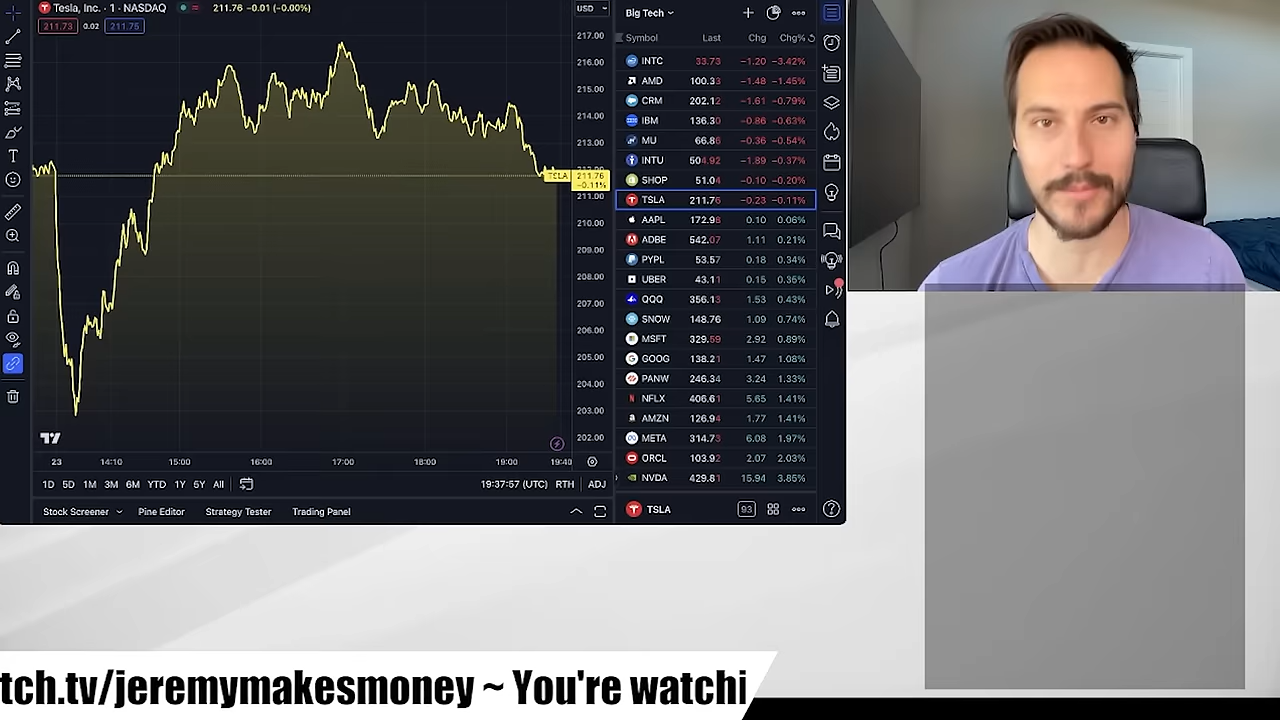 Tesla, Inc. · 1 · NASDAQ 211.76 −0.01 (−0.00%)
211.73 0.02 211.75
USD
217.00
216.00
215.00
214.00
213.00
212.00
TSLA 211.76
−0.11%
211.00
210.00
209.00
208.00
207.00
206.00
205.00
204.00
203.00
202.00
23 14:10 15:00 16:00 17:00 18:00 19:00 19:40
1D 5D 1M 3M 6M YTD 1Y 5Y All 19:37:57 (UTC) RTH ADJ
Stock Screener Pine Editor Strategy Tester Trading Panel
Big Tech
Symbol Last Chg Chg%
INTC 33.73 −1.20 −3.42%
AMD 100.33 −1.48 −1.45%
CRM 202.12 −1.61 −0.79%
IBM 136.30 −0.86 −0.63%
MU 66.86 −0.36 −0.54%
INTU 504.92 −1.89 −0.37%
SHOP 51.04 −0.10 −0.20%
TSLA 211.76 −0.23 −0.11%
AAPL 172.98 0.10 0.06%
ADBE 542.07 1.11 0.21%
PYPL 53.57 0.18 0.34%
UBER 43.11 0.15 0.35%
QQQ 356.13 1.53 0.43%
SNOW 148.76 1.09 0.74%
MSFT 329.59 2.92 0.89%
GOOG 138.21 1.47 1.08%
PANW 246.34 3.24 1.33%
NFLX 406.61 5.65 1.41%
AMZN 126.94 1.77 1.41%
META 314.73 6.08 1.97%
ORCL 103.92 2.07 2.03%
NVDA 429.81 15.94 3.85%
TSLA 93
tch.tv/jeremymakesmoney ~ You're watchi